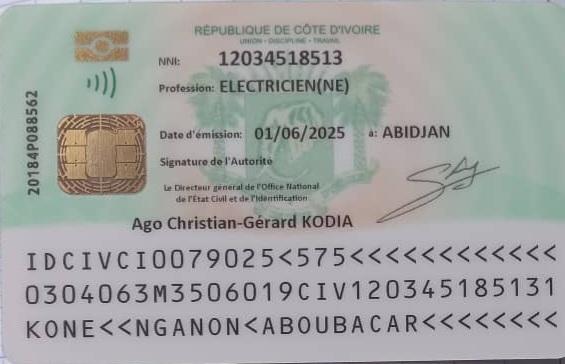 RÉPUBLIQUE DE CÔTE D'IVOIRE
UNION - DISCIPLINE - TRAVAIL
NNI: 12034518513
Profession: ELECTRICIEN(NE)
Date d'émission: 01/06/2025 à: ABIDJAN
Signature de l'Autorité
Le Directeur général de l'Office National
de l'État Civil et de l'Identification
Ago Christian-Gérard KODIA
20184P088562
IDCIVCI0079025<575<<<<<<<<<<<<
0304063M3506019CIV120345185131
KONE<<NGANON<ABOUBACAR<<<<<<<<